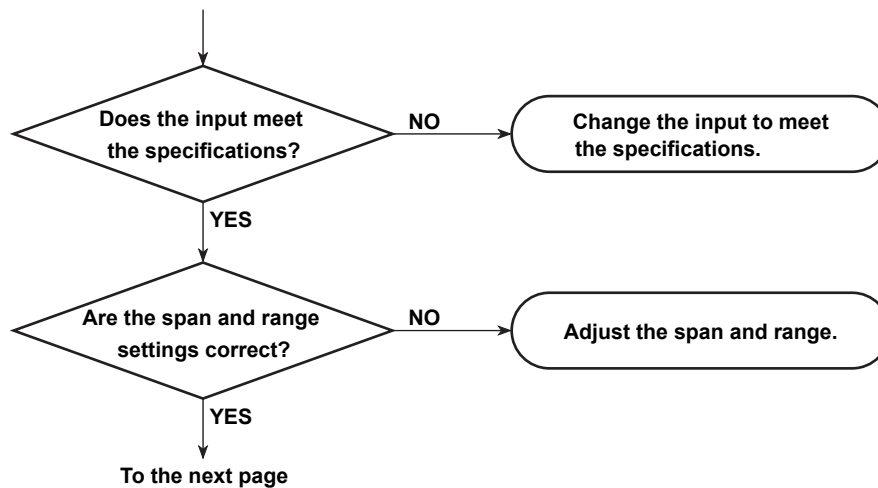 Does the input meet
the specifications?
NO
Change the input to meet
the specifications.
YES
Are the span and range
settings correct?
NO
Adjust the span and range.
YES
To the next page